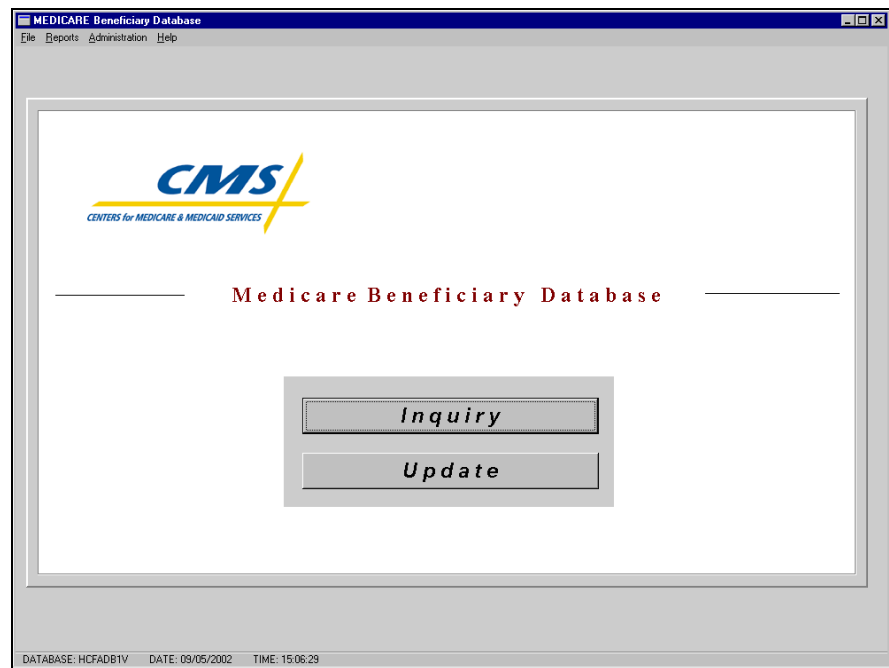 MEDICARE Beneficiary Database
File Reports Administration Help
CMS
CENTERS for MEDICARE & MEDICAID SERVICES
Medicare Beneficiary Database
Inquiry
Update
DATABASE: HCFADB1V DATE: 09/05/2002 TIME: 15:06:29